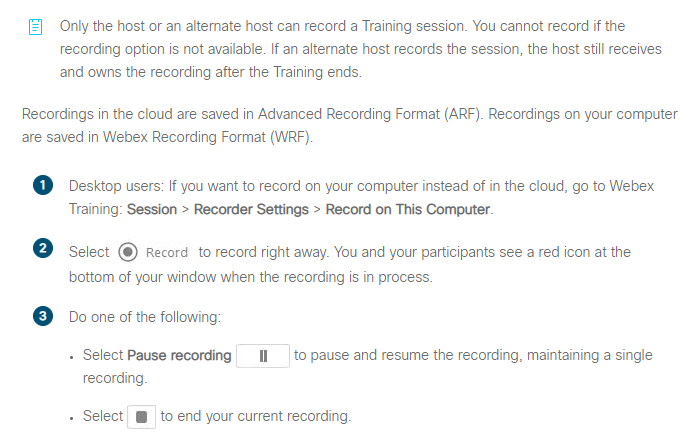 Only the host or an alternate host can record a Training session. You cannot record if the
recording option is not available. If an alternate host records the session, the host still receives
and owns the recording after the Training ends.
Recordings in the cloud are saved in Advanced Recording Format (ARF). Recordings on your computer
are saved in Webex Recording Format (WRF).
1 Desktop users: If you want to record on your computer instead of in the cloud, go to Webex
Training: Session > Recorder Settings > Record on This Computer.
2 Select Record to record right away. You and your participants see a red icon at the
bottom of your window when the recording is in process.
3 Do one of the following:
• Select Pause recording to pause and resume the recording, maintaining a single
recording.
• Select to end your current recording.